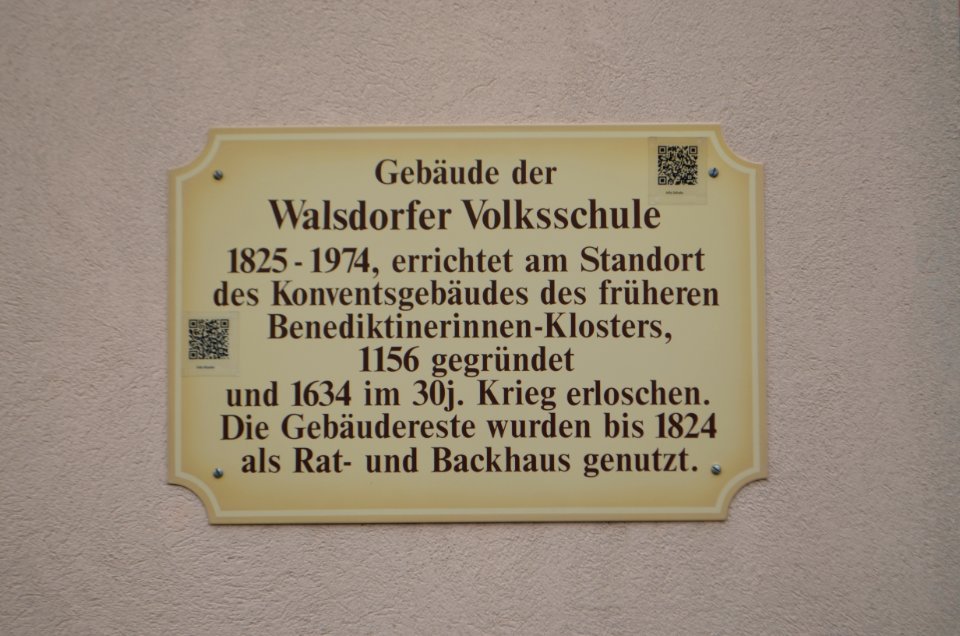 Gebäude der
Walsdorfer Volksschule
1825 - 1974, errichtet am Standort
des Konventsgebäudes des früheren
Benediktinerinnen-Klosters,
1156 gegründet
und 1634 im 30j. Krieg erloschen.
Die Gebäudereste wurden bis 1824
als Rat- und Backhaus genutzt.